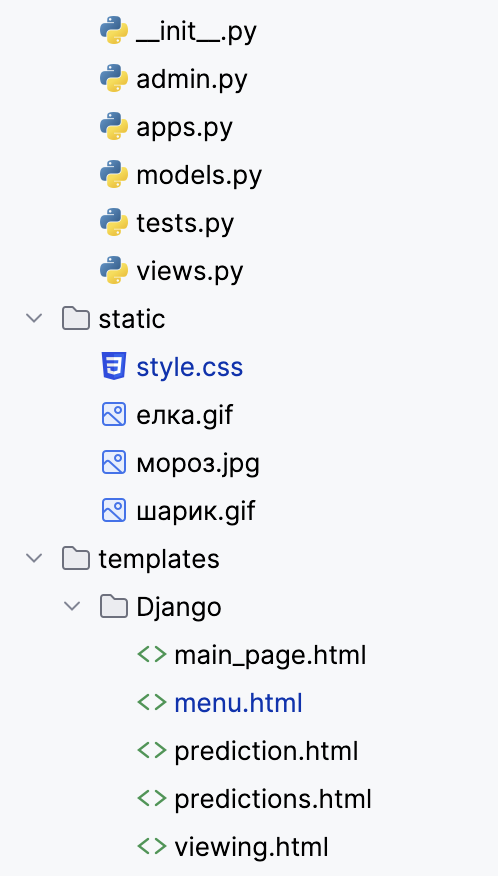 __init__.py
admin.py
apps.py
models.py
tests.py
views.py
static
style.css
елка.gif
мороз.jpg
шарик.gif
templates
Django
main_page.html
menu.html
prediction.html
predictions.html
viewing.html